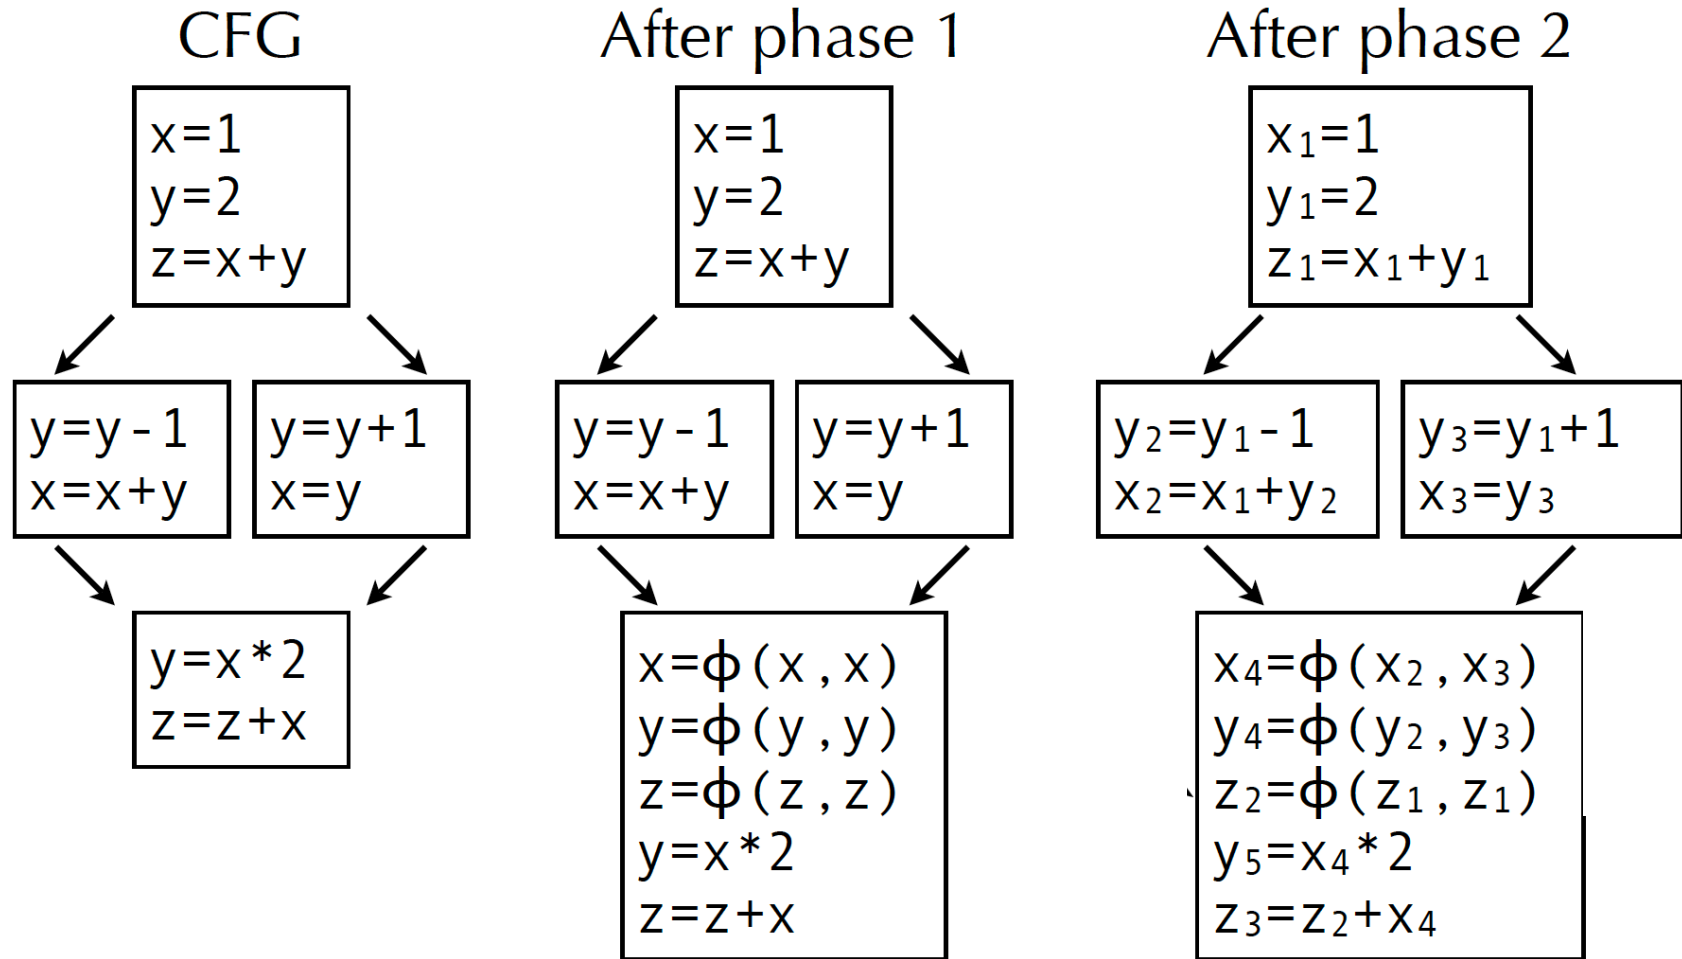 CFG
x=1
y=2
z=x+y
y=y-1
x=x+y
y=y+1
x=y
y=x*2
z=z+x
After phase 1
x=1
y=2
z=x+y
y=y-1
x=x+y
y=y+1
x=y
x=ϕ(x,x)
y=ϕ(y,y)
z=ϕ(z,z)
y=x*2
z=z+x
After phase 2
x₁=1
y₁=2
z₁=x₁+y₁
y₂=y₁-1
x₂=x₁+y₂
y₃=y₁+1
x₃=y₃
x₄=ϕ(x₂,x₃)
y₄=ϕ(y₂,y₃)
z₂=ϕ(z₁,z₁)
y₅=x₄*2
z₃=z₂+x₄